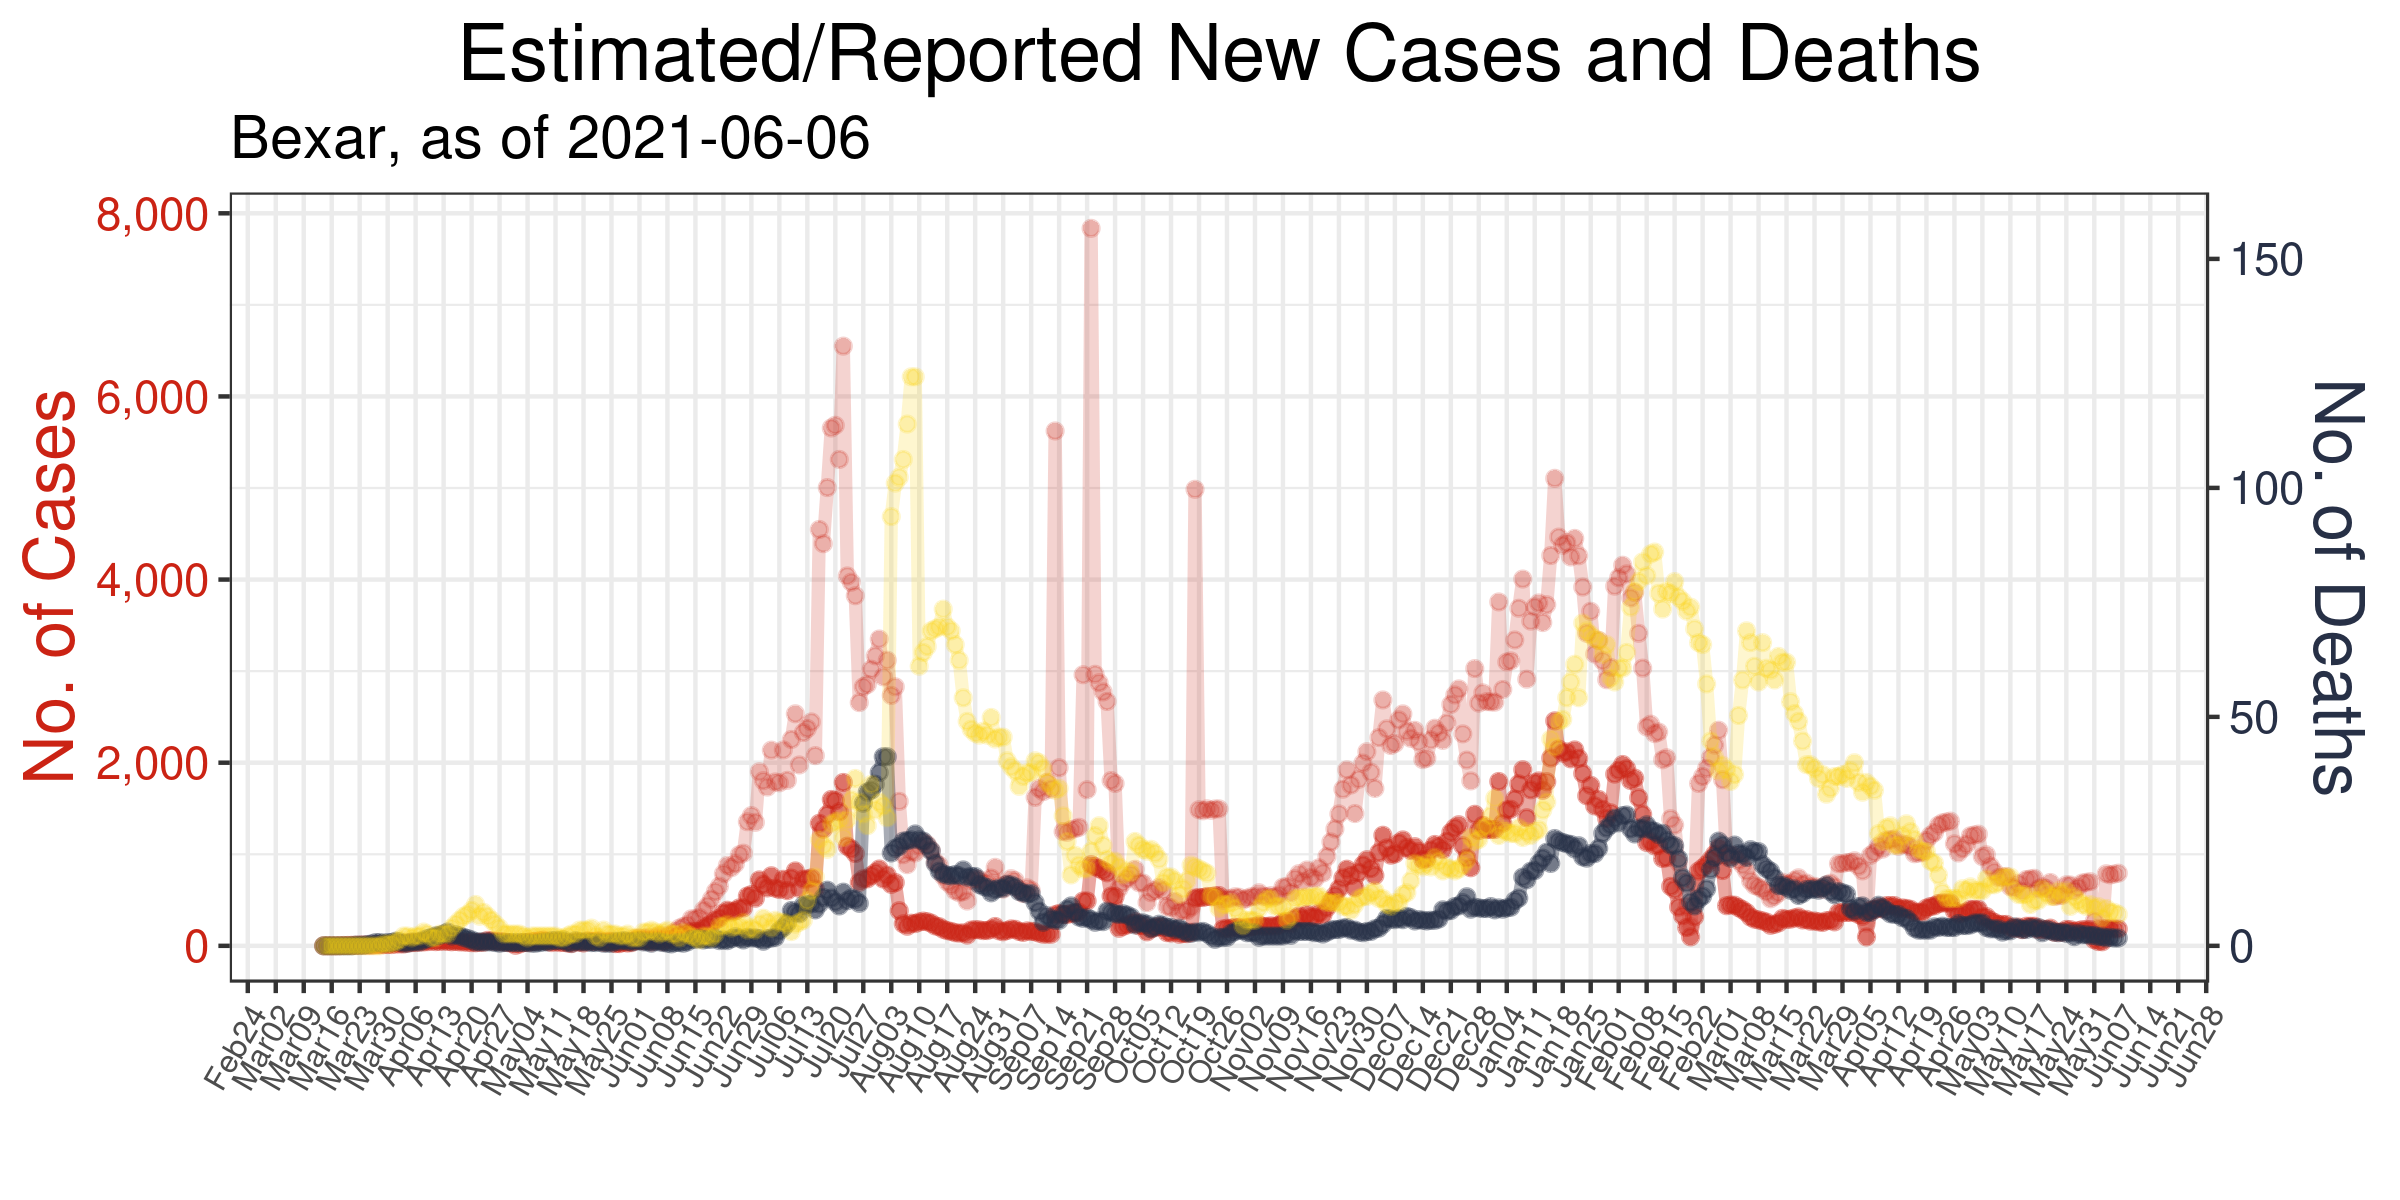 Estimated/Reported New Cases and Deaths
Bexar, as of 2021-06-06
No. of Cases
8,000
6,000
4,000
2,000
0
150
100
50
0
No. of Deaths
Feb24
Mar02
Mar09
Mar16
Mar23
Mar30
Apr06
Apr13
Apr20
Apr27
May04
May11
May18
May25
Jun01
Jun08
Jun15
Jun22
Jun29
Jul06
Jul13
Jul20
Jul27
Aug03
Aug10
Aug17
Aug24
Aug31
Sep07
Sep14
Sep21
Sep28
Oct05
Oct12
Oct19
Oct26
Nov02
Nov09
Nov16
Nov23
Nov30
Dec07
Dec14
Dec21
Dec28
Jan04
Jan11
Jan18
Jan25
Feb01
Feb08
Feb15
Feb22
Mar01
Mar08
Mar15
Mar22
Mar29
Apr05
Apr12
Apr19
Apr26
May03
May10
May17
May24
May31
Jun07
Jun14
Jun21
Jun28